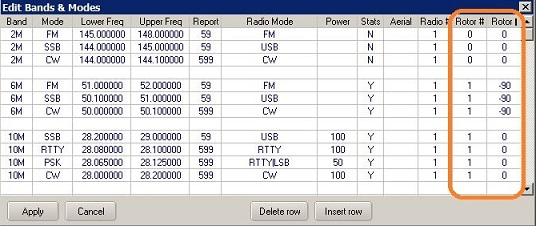 Edit Bands & Modes
Band Mode Lower Freq Upper Freq Report Radio Mode Power Stats Aerial Radio # Rotor # Rotor
2M FM 145.000000 148.000000 59 FM N 1 0 0
2M SSB 144.000000 145.000000 59 USB N 1 0 0
2M CW 144.000000 144.100000 599 CW N 1 0 0
6M FM 51.000000 52.000000 59 FM Y 1 1 -90
6M SSB 50.100000 51.000000 59 USB Y 1 1 -90
6M CW 50.000000 50.100000 599 CW Y 1 1 -90
10M SSB 28.200000 29.000000 59 USB 100 Y 1 1 0
10M RTTY 28.080000 28.100000 599 RTTY 100 Y 1 1 0
10M PSK 28.065000 28.125000 599 RTTY|LSB 50 Y 1 1 0
10M CW 28.000000 28.200000 599 CW 100 Y 1 1 0
Apply Cancel Delete row Insert row